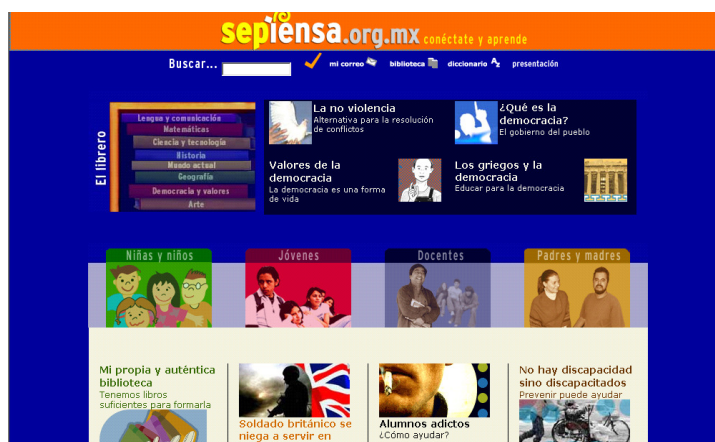 sepiensa.org.mx conéctate y aprende
Buscar... mi correo biblioteca diccionario A Z presentación
El librero
Lengua y comunicación
Matemáticas
Ciencia y tecnología
Historia
Mundo actual
Geografía
Democracia y valores
Arte
La no violencia
Alternativa para la resolución
de conflictos
¿Qué es la
democracia?
El gobierno del pueblo
Valores de la
democracia
La democracia es una forma
de vida
Los griegos y la
democracia
Educar para la democracia
Niñas y niños
Jóvenes
Docentes
Padres y madres
Mi propia y auténtica
biblioteca
Tenemos libros
suficientes para formarla
Soldado británico se
niega a servir en
Alumnos adictos
¿Cómo ayudar?
No hay discapacidad
sino discapacitados
Prevenir puede ayudar